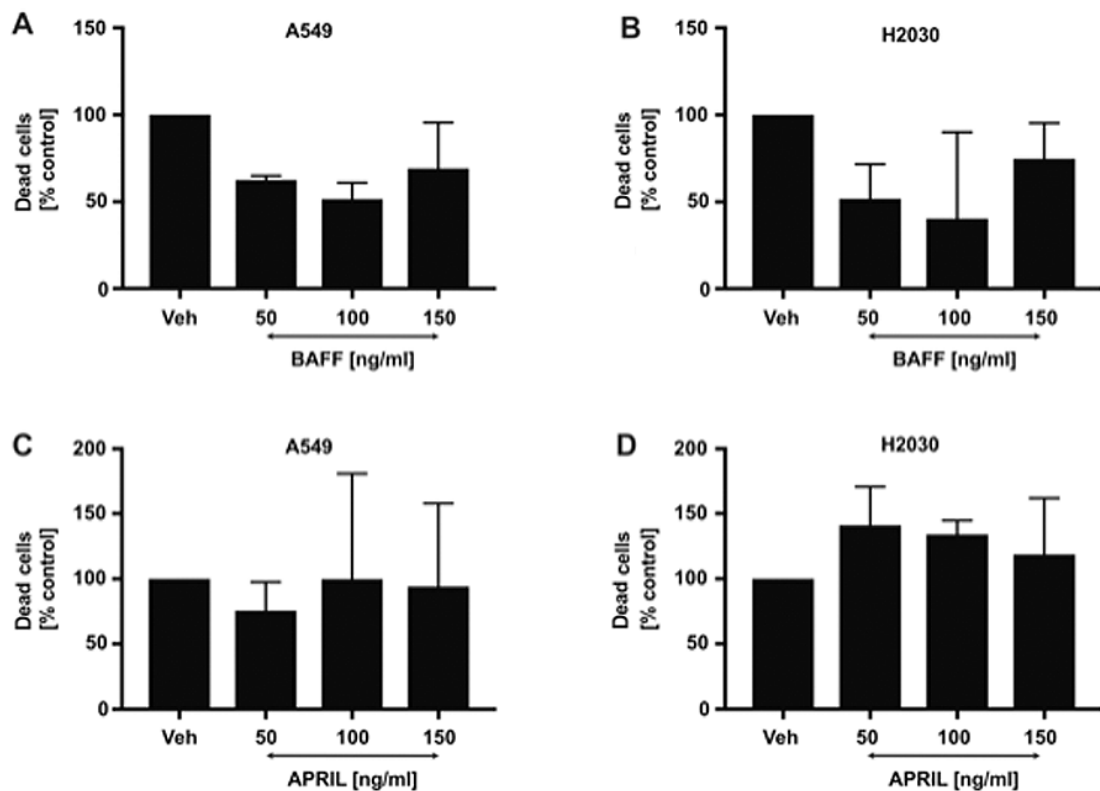 A
A549
Dead cells
[% control]
150
100
50
0
Veh 50 100 150
BAFF [ng/ml]
B
H2030
Dead cells
[% control]
150
100
50
0
Veh 50 100 150
BAFF [ng/ml]
C
A549
Dead cells
[% control]
200
150
100
50
0
Veh 50 100 150
APRIL [ng/ml]
D
H2030
Dead cells
[% control]
200
150
100
50
0
Veh 50 100 150
APRIL [ng/ml]